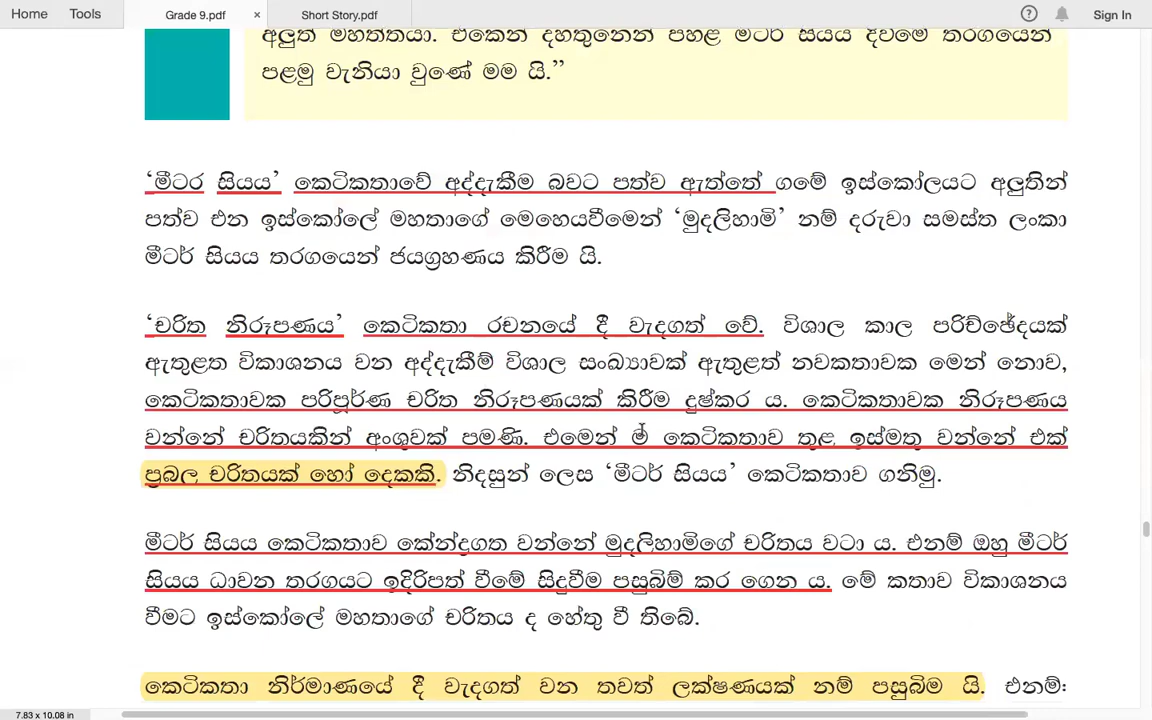 Home Tools Grade 9.pdf × Short Story.pdf ? Sign In
අලුත් මහත්තයා. ඒකෙන් දහතුනෙන් පහළ මීටර් සියය දිවීමේ තරගයෙන්
පළමු වැනියා වුණේ මම යි.”
‘මීටර සියය’ කෙටිකතාවේ අද්දැකීම බවට පත්ව ඇත්තේ ගමේ ඉස්කෝලයට අලුතින්
පත්ව එන ඉස්කෝලේ මහතාගේ මෙහෙයවීමෙන් ‘මුදලිහාමි’ නම් දරුවා සමස්ත ලංකා
මීටර් සියය තරගයෙන් ජයග්‍රහණය කිරීම යි.
‘චරිත නිරූපණය’ කෙටිකතා රචනයේ දී වැදගත් වේ. විශාල කාල පරිච්ඡේදයක්
ඇතුළත විකාශනය වන අද්දැකීම් විශාල සංඛ්‍යාවක් ඇතුළත් නවකතාවක මෙන් නොව,
කෙටිකතාවක පරිපූර්ණ චරිත නිරූපණයක් කිරීම දුෂ්කර ය. කෙටිකතාවක නිරූපණය
වන්නේ චරිතයකින් අංශුවක් පමණි. එමෙන් ම කෙටිකතාව තුළ ඉස්මතු වන්නේ එක්
ප්‍රබල චරිතයක් හෝ දෙකකි. නිදසුන් ලෙස ‘මීටර් සියය’ කෙටිකතාව ගනිමු.
මීටර් සියය කෙටිකතාව කේන්ද්‍රගත වන්නේ මුදලිහාමිගේ චරිතය වටා ය. එනම් ඔහු මීටර්
සියය ධාවන තරගයට ඉදිරිපත් වීමේ සිදුවීම පසුබිම් කර ගෙන ය. මේ කතාව විකාශනය
වීමට ඉස්කෝලේ මහතාගේ චරිතය ද හේතු වී තිබේ.
කෙටිකතා නිර්මාණයේ දී වැදගත් වන තවත් ලක්ෂණයක් නම් පසුබිම යි. එනම්:
7.83 x 10.08 in